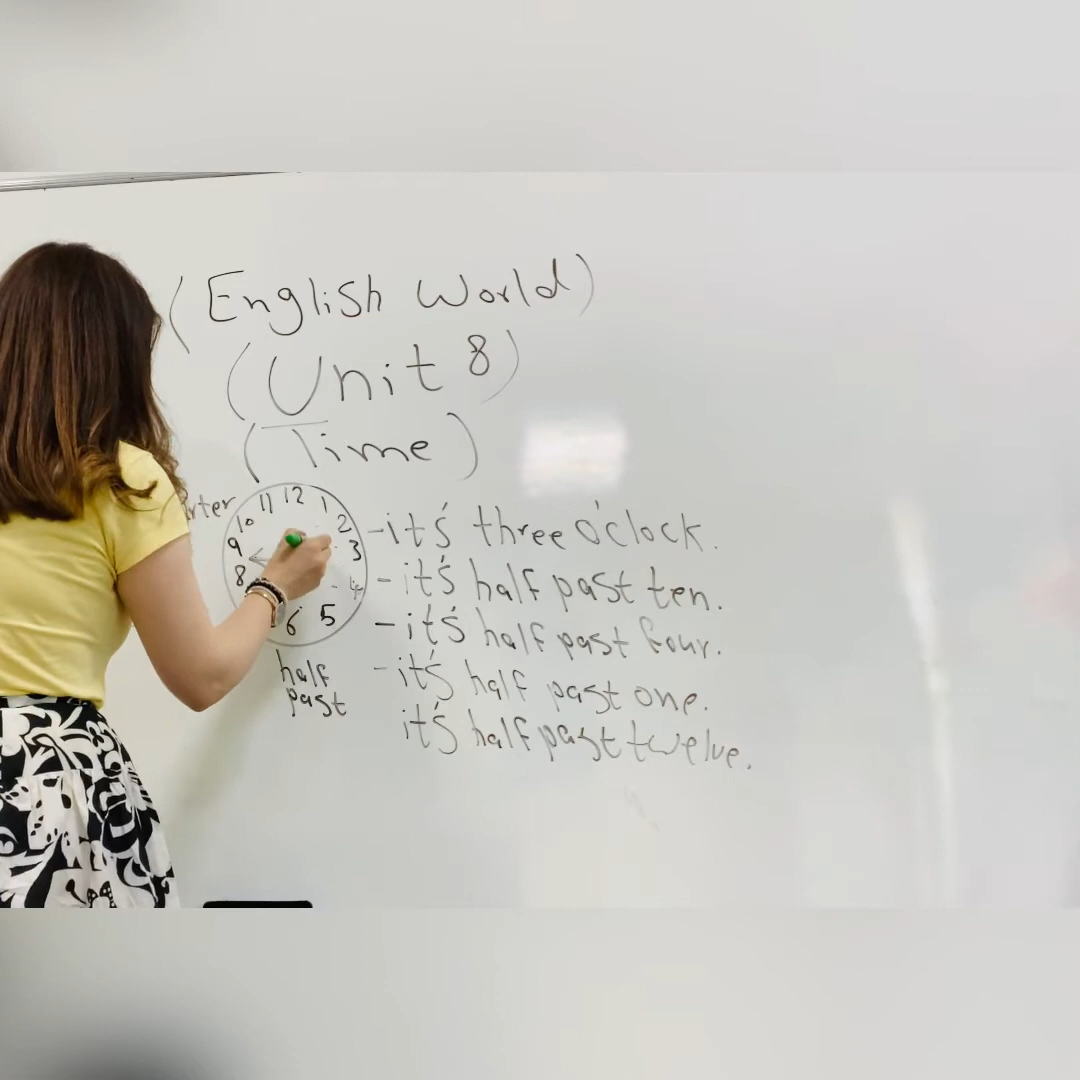 (English World)
(Unit 8)
(Time)
11 12 1
10 2
9 3
8 4
6 5
half
past
-it's three o'clock.
-it's half past ten.
-it's half past four.
-it's half past one.
it's half past twelve.